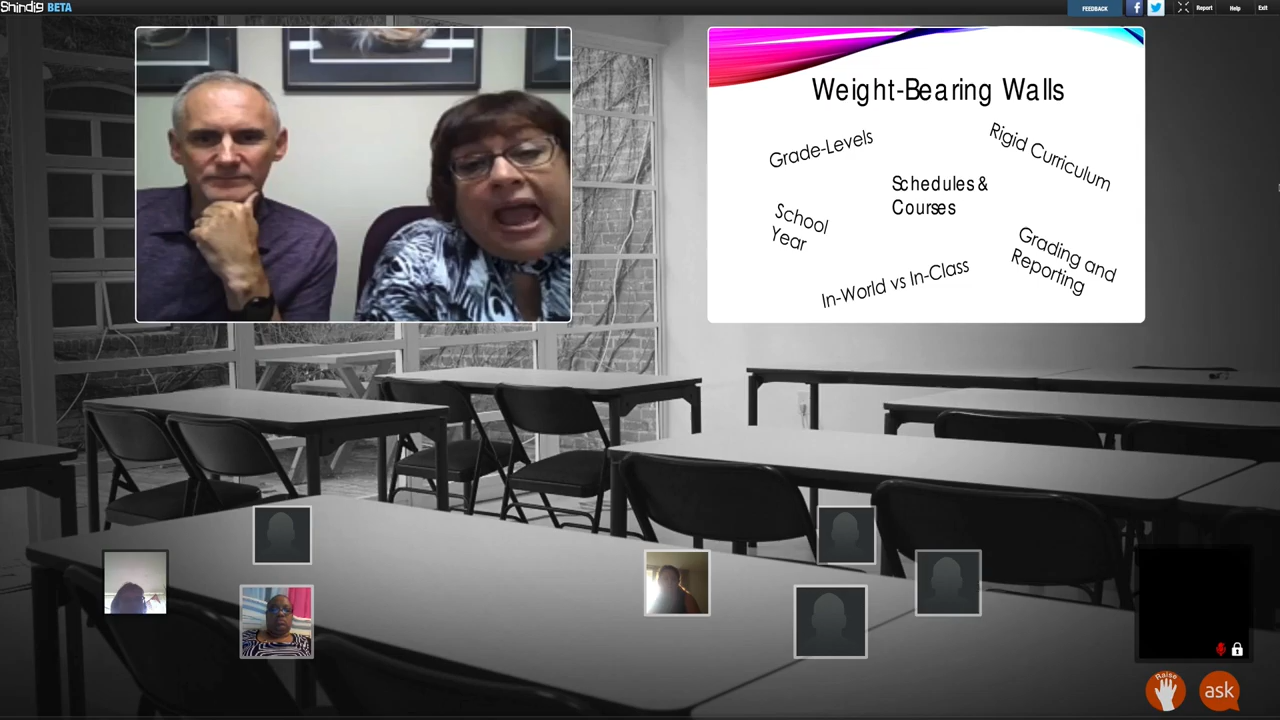 Shindig BETA
FEEDBACK
Report
Help
Exit
Weight-Bearing Walls
Grade-Levels
Rigid Curriculum
Schedules &
Courses
School
Year
Grading and
Reporting
In-World vs In-Class
Raise
ask